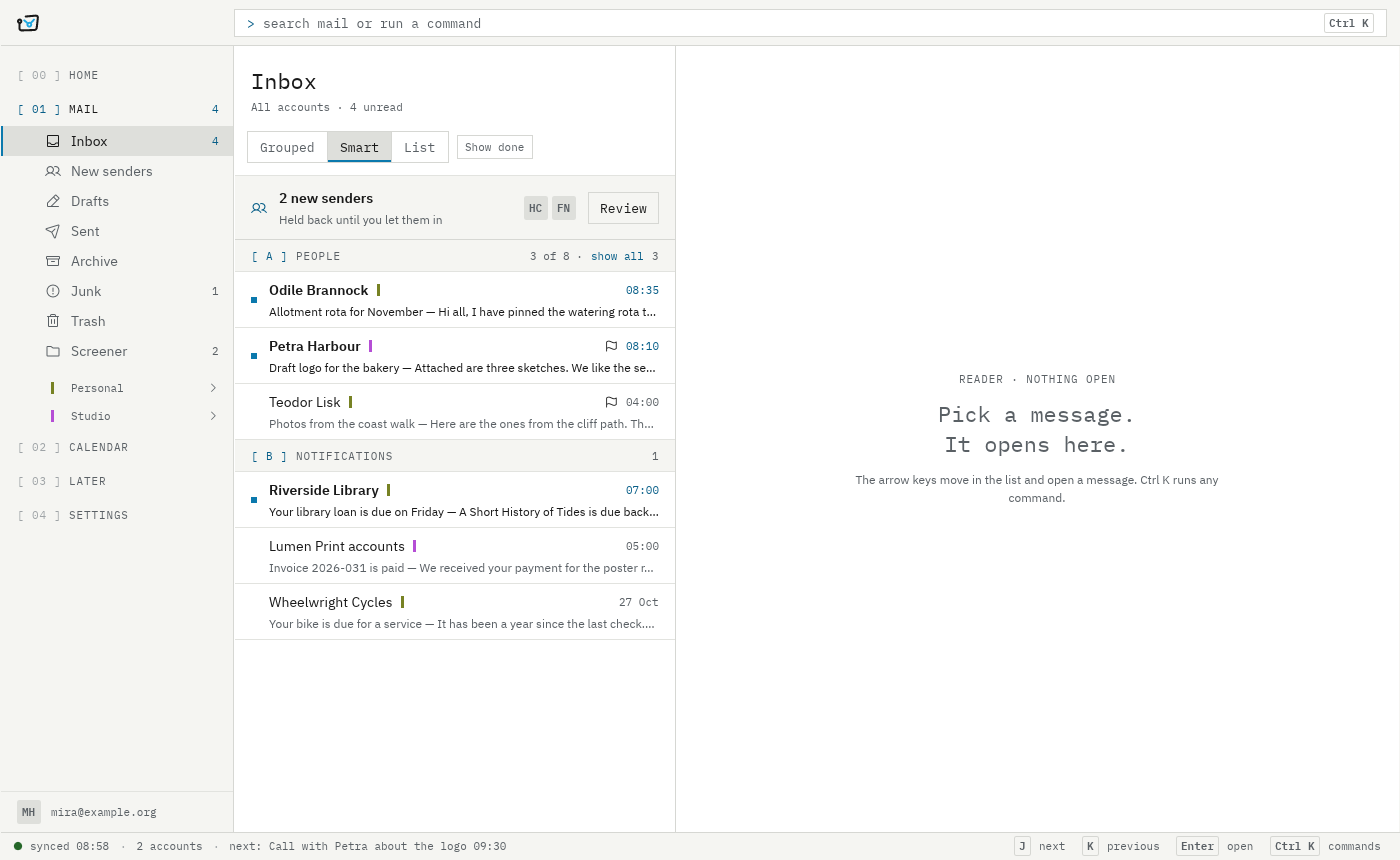 > search mail or run a command Ctrl K
[ 00 ] HOME
[ 01 ] MAIL 4
Inbox 4
New senders
Drafts
Sent
Archive
Junk 1
Trash
Screener 2
Personal
Studio
[ 02 ] CALENDAR
[ 03 ] LATER
[ 04 ] SETTINGS
MH mira@example.org
Inbox
All accounts · 4 unread
Grouped Smart List Show done
2 new senders
Held back until you let them in
HC FN Review
[ A ] PEOPLE 3 of 8 · show all 3
Odile Brannock 08:35
Allotment rota for November — Hi all, I have pinned the watering rota t…
Petra Harbour 08:10
Draft logo for the bakery — Attached are three sketches. We like the se…
Teodor Lisk 04:00
Photos from the coast walk — Here are the ones from the cliff path. Th…
[ B ] NOTIFICATIONS 1
Riverside Library 07:00
Your library loan is due on Friday — A Short History of Tides is due back…
Lumen Print accounts 05:00
Invoice 2026-031 is paid — We received your payment for the poster r…
Wheelwright Cycles 27 Oct
Your bike is due for a service — It has been a year since the last check.…
READER · NOTHING OPEN
Pick a message.
It opens here.
The arrow keys move in the list and open a message. Ctrl K runs any
command.
synced 08:58 · 2 accounts · next: Call with Petra about the logo 09:30
J next K previous Enter open Ctrl K commands